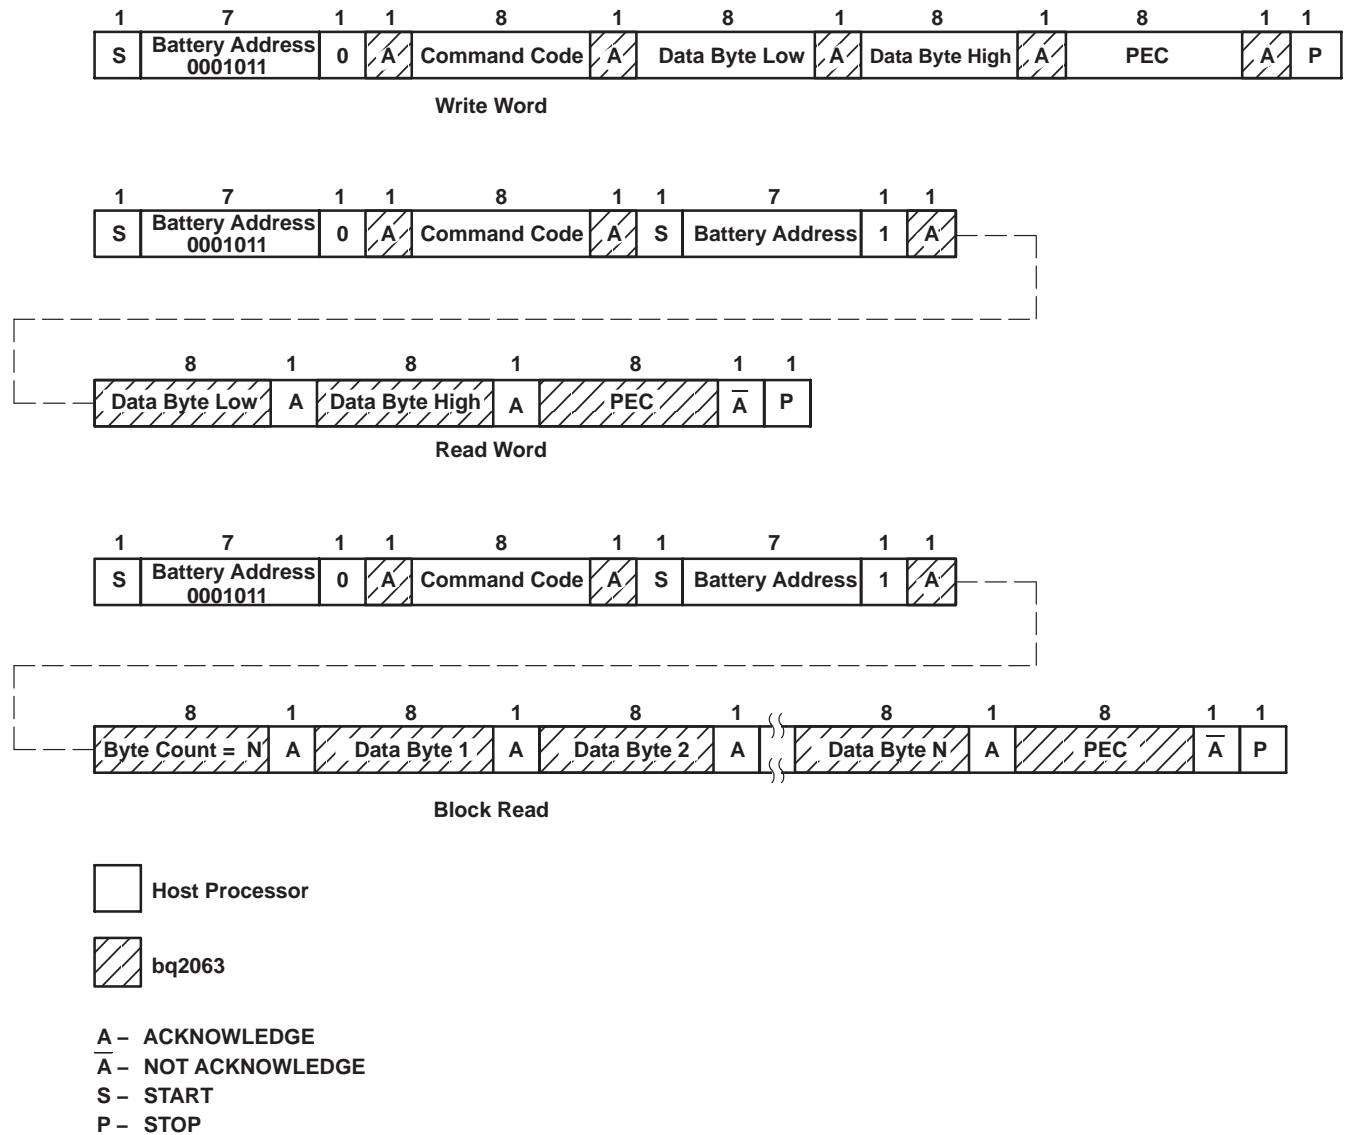 1 7 1 1 8 1 8 1 8 1 8 1 1
S Battery Address 0001011 0 A Command Code A Data Byte Low A Data Byte High A PEC A P
Write Word
1 7 1 1 8 1 1 7 1 1
S Battery Address 0001011 0 A Command Code A S Battery Address 1 A
8 1 8 1 8 1 1
Data Byte Low A Data Byte High A PEC A̅ P
Read Word
1 7 1 1 8 1 1 7 1 1
S Battery Address 0001011 0 A Command Code A S Battery Address 1 A
8 1 8 1 8 1 8 1 8 1 1
Byte Count = N A Data Byte 1 A Data Byte 2 A Data Byte N A PEC A̅ P
Block Read
Host Processor
bq2063
A – ACKNOWLEDGE
A̅ – NOT ACKNOWLEDGE
S – START
P – STOP